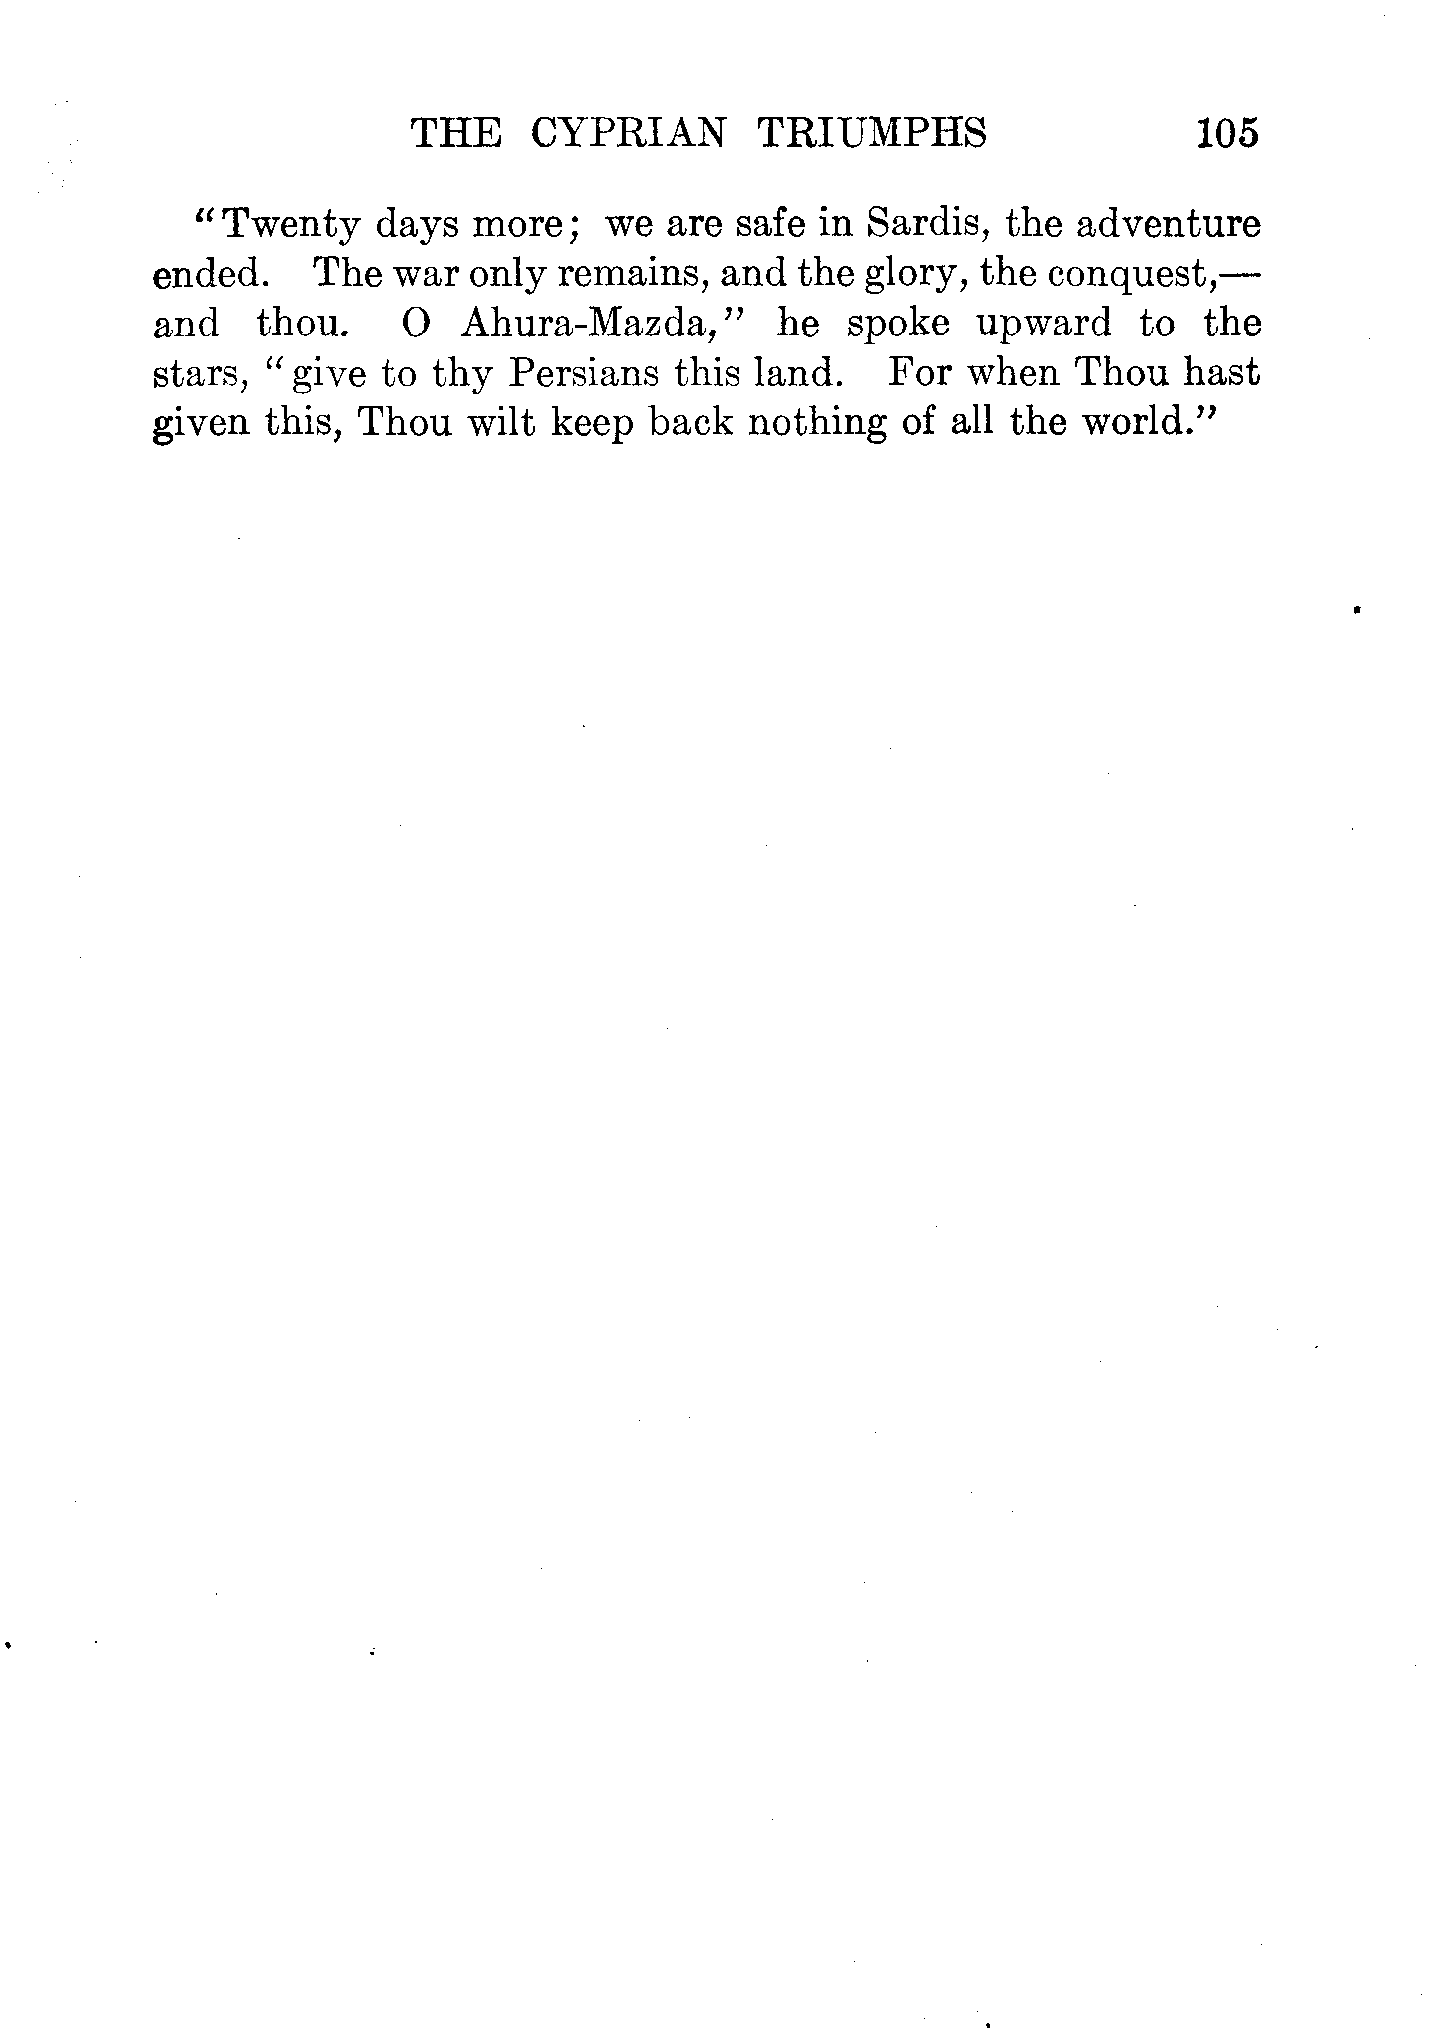 THE CYPRIAN TRIUMPHS 105
"Twenty days more; we are safe in Sardis, the adventure
ended. The war only remains, and the glory, the conquest,—
and thou. O Ahura-Mazda," he spoke upward to the
stars, "give to thy Persians this land. For when Thou hast
given this, Thou wilt keep back nothing of all the world."